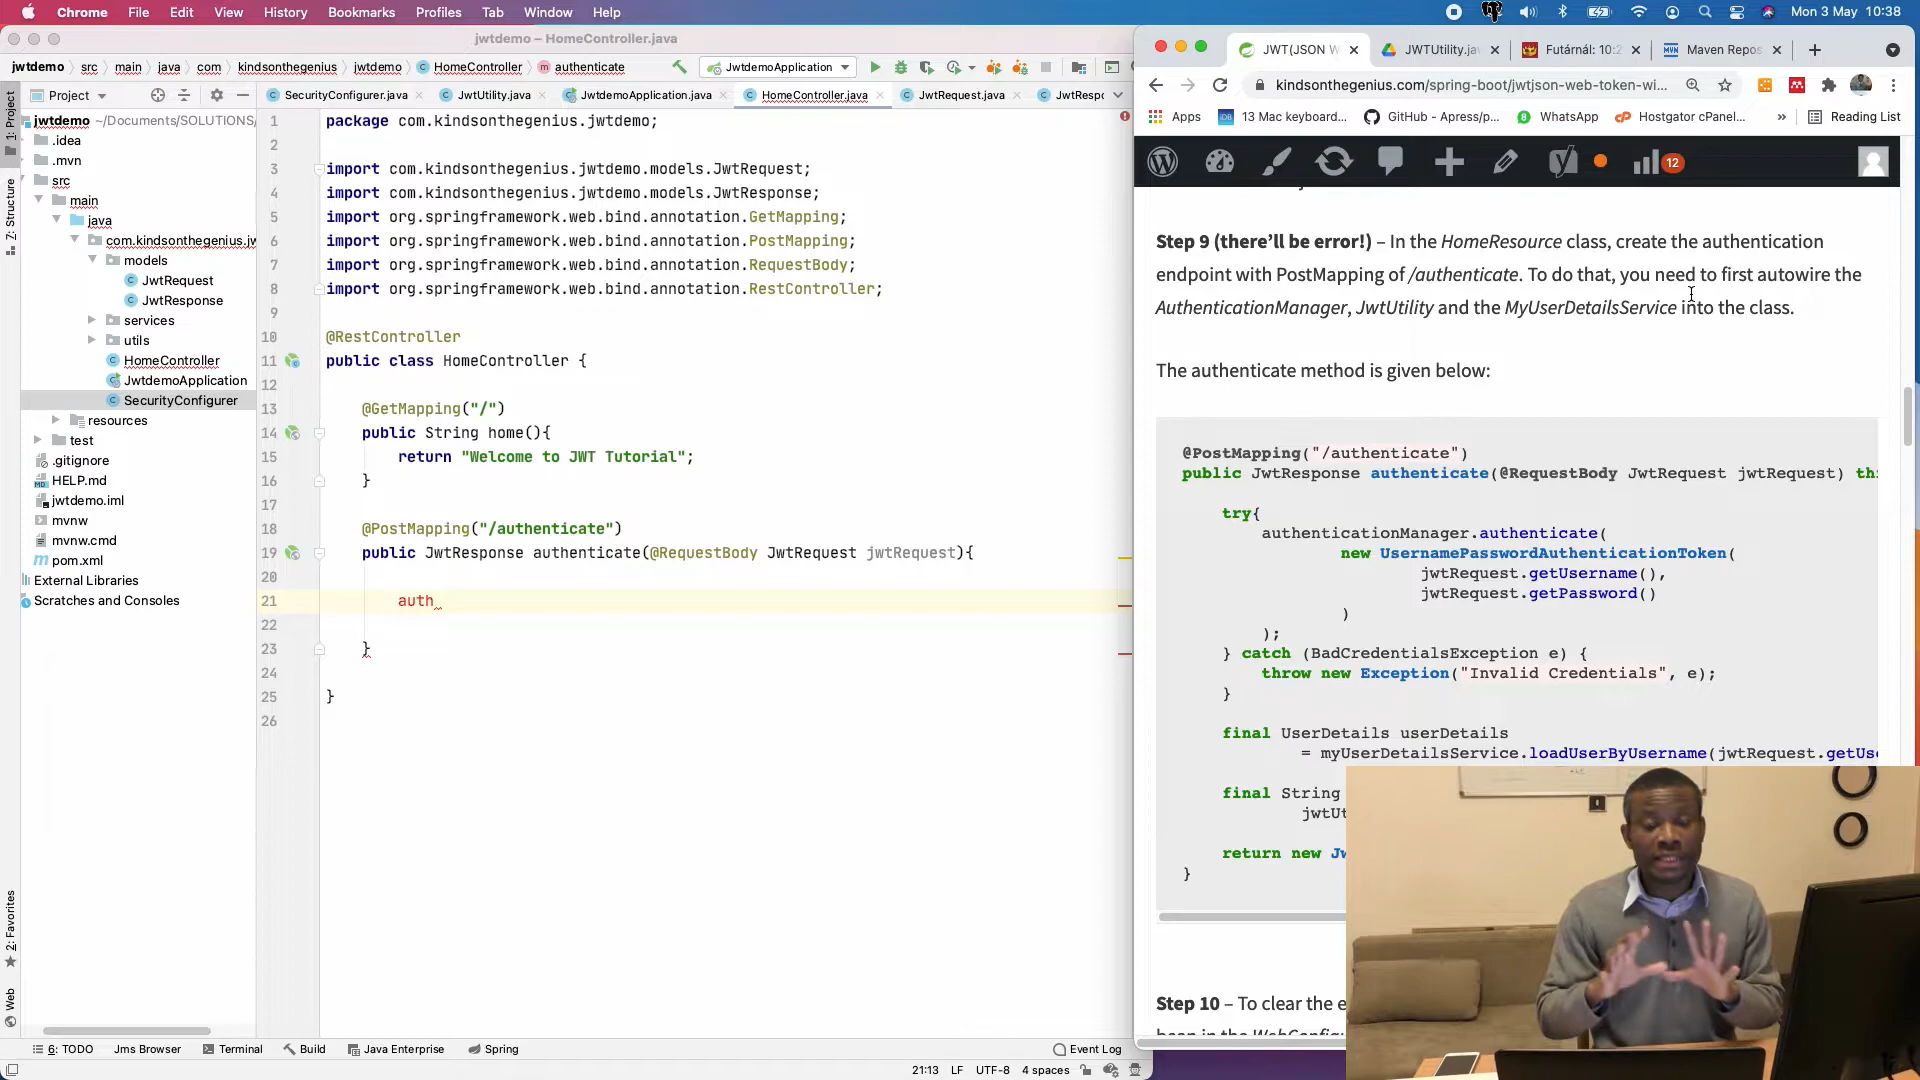 Chrome File Edit View History Bookmarks Profiles Tab Window Help
Mon 3 May 10:38
jwtdemo – HomeController.java
jwtdemo src main java com kindsonthegenius jwtdemo HomeController authenticate
JwtdemoApplication
Project
SecurityConfigurer.java JwtUtility.java JwtdemoApplication.java HomeController.java JwtRequest.java JwtRespo
1: Project
Z: Structure
2: Favorites
Web
jwtdemo ~/Documents/SOLUTIONS/
.idea
.mvn
src
main
java
com.kindsonthegenius.jw
models
JwtRequest
JwtResponse
services
utils
HomeController
JwtdemoApplication
SecurityConfigurer
resources
test
.gitignore
HELP.md
jwtdemo.iml
mvnw
mvnw.cmd
pom.xml
External Libraries
Scratches and Consoles
1 package com.kindsonthegenius.jwtdemo;
2
3 import com.kindsonthegenius.jwtdemo.models.JwtRequest;
4 import com.kindsonthegenius.jwtdemo.models.JwtResponse;
5 import org.springframework.web.bind.annotation.GetMapping;
6 import org.springframework.web.bind.annotation.PostMapping;
7 import org.springframework.web.bind.annotation.RequestBody;
8 import org.springframework.web.bind.annotation.RestController;
9
10 @RestController
11 public class HomeController {
12
13 @GetMapping("/")
14 public String home(){
15 return "Welcome to JWT Tutorial";
16 }
17
18 @PostMapping("/authenticate")
19 public JwtResponse authenticate(@RequestBody JwtRequest jwtRequest){
20
21 auth
22
23 }
24
25 }
26
6: TODO Jms Browser Terminal Build Java Enterprise Spring Event Log
21:13 LF UTF-8 4 spaces
JWT(JSON W JWTUtility.jav Futárnál: 10:2 Maven Repos
kindsonthegenius.com/spring-boot/jwtjson-web-token-wi...
Apps 13 Mac keyboard... GitHub - Apress/p... WhatsApp Hostgator cPanel... » Reading List
12
Step 9 (there’ll be error!) – In the HomeResource class, create the authentication
endpoint with PostMapping of /authenticate. To do that, you need to first autowire the
AuthenticationManager, JwtUtility and the MyUserDetailsService into the class.
The authenticate method is given below:
@PostMapping("/authenticate")
public JwtResponse authenticate(@RequestBody JwtRequest jwtRequest) th
try{
authenticationManager.authenticate(
new UsernamePasswordAuthenticationToken(
jwtRequest.getUsername(),
jwtRequest.getPassword()
)
);
} catch (BadCredentialsException e) {
throw new Exception("Invalid Credentials", e);
}
final UserDetails userDetails
= myUserDetailsService.loadUserByUsername(jwtRequest.getUs
final String
jwtUt
return new Jw
}
Step 10 – To clear the e
been in the WebConfigu